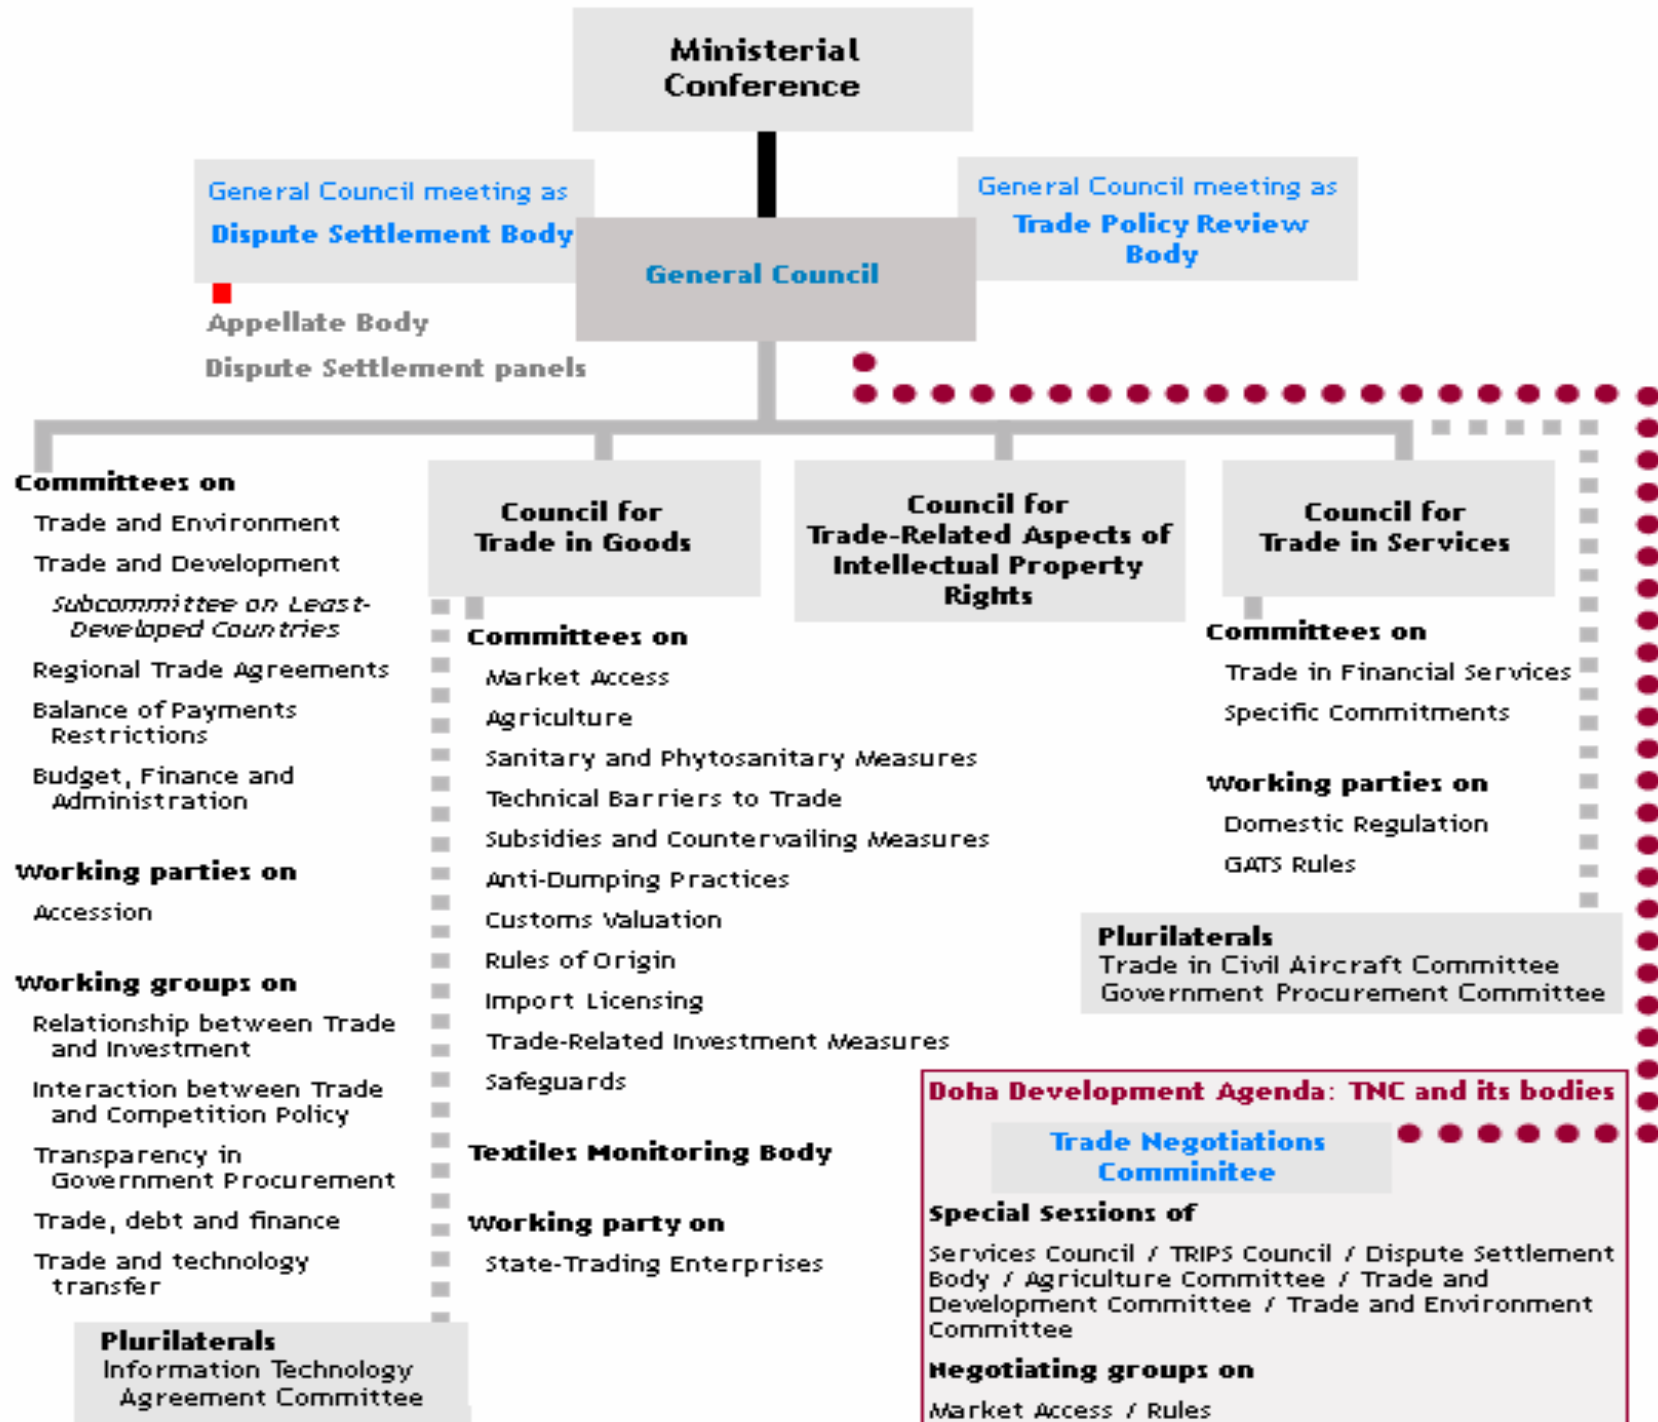 Ministerial
Conference
General Council meeting as
Dispute Settlement Body
General Council meeting as
Trade Policy Review
Body
General Council
Appellate Body
Dispute Settlement panels
Committees on
Trade and Environment
Trade and Development
Subcommittee on Least-
Developed Countries
Regional Trade Agreements
Balance of Payments
Restrictions
Budget, Finance and
Administration
Working parties on
Accession
Working groups on
Relationship between Trade
and Investment
Interaction between Trade
and Competition Policy
Transparency in
Government Procurement
Trade, debt and finance
Trade and technology
transfer
Plurilaterals
Information Technology
Agreement Committee
Council for
Trade in Goods
Committees on
Market Access
Agriculture
Sanitary and Phytosanitary Measures
Technical Barriers to Trade
Subsidies and Countervailing Measures
Anti-Dumping Practices
Customs Valuation
Rules of Origin
Import Licensing
Trade-Related Investment Measures
Safeguards
Textiles Monitoring Body
Working party on
State-Trading Enterprises
Council for
Trade-Related Aspects of
Intellectual Property
Rights
Council for
Trade in Services
Committees on
Trade in Financial Services
Specific Commitments
Working parties on
Domestic Regulation
GATS Rules
Plurilaterals
Trade in Civil Aircraft Committee
Government Procurement Committee
Doha Development Agenda: TNC and its bodies
Trade Negotiations
Comminitee
Special Sessions of
Services Council / TRIPS Council / Dispute Settlement
Body / Agriculture Committee / Trade and
Development Committee / Trade and Environment
Committee
Negotiating groups on
Market Access / Rules